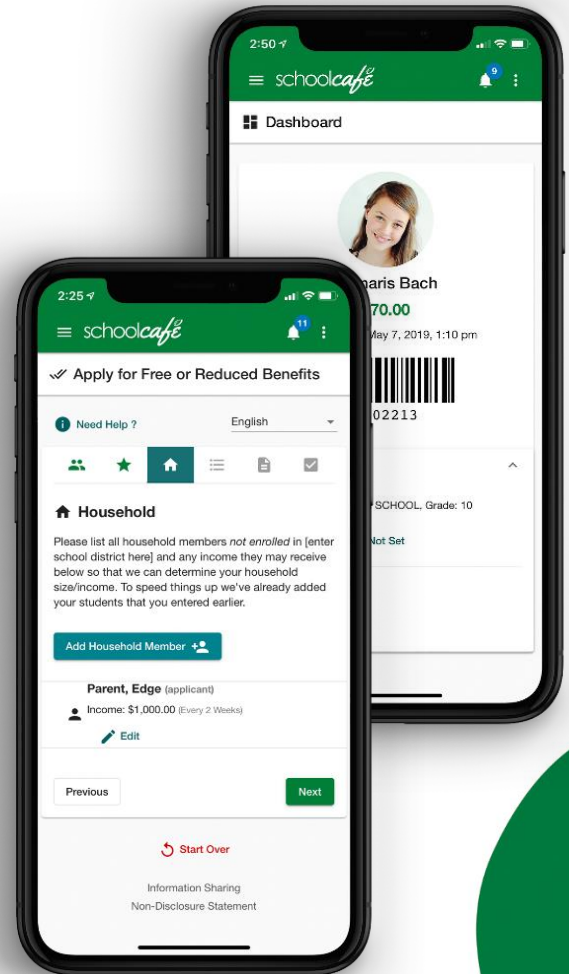 2:50
schoolcafé
9
Dashboard
Bach
70.00
May 7, 2019, 1:10 pm
02213
SCHOOL, Grade: 10
Not Set
2:25
schoolcafé
11
Apply for Free or Reduced Benefits
Need Help ?
English
Household
Please list all household members not enrolled in [enter
school district here] and any income they may receive
below so that we can determine your household
size/income. To speed things up we've already added
your students that you entered earlier.
Add Household Member
Parent, Edge (applicant)
Income: $1,000.00 (Every 2 Weeks)
Edit
Previous
Next
Start Over
Information Sharing
Non-Disclosure Statement